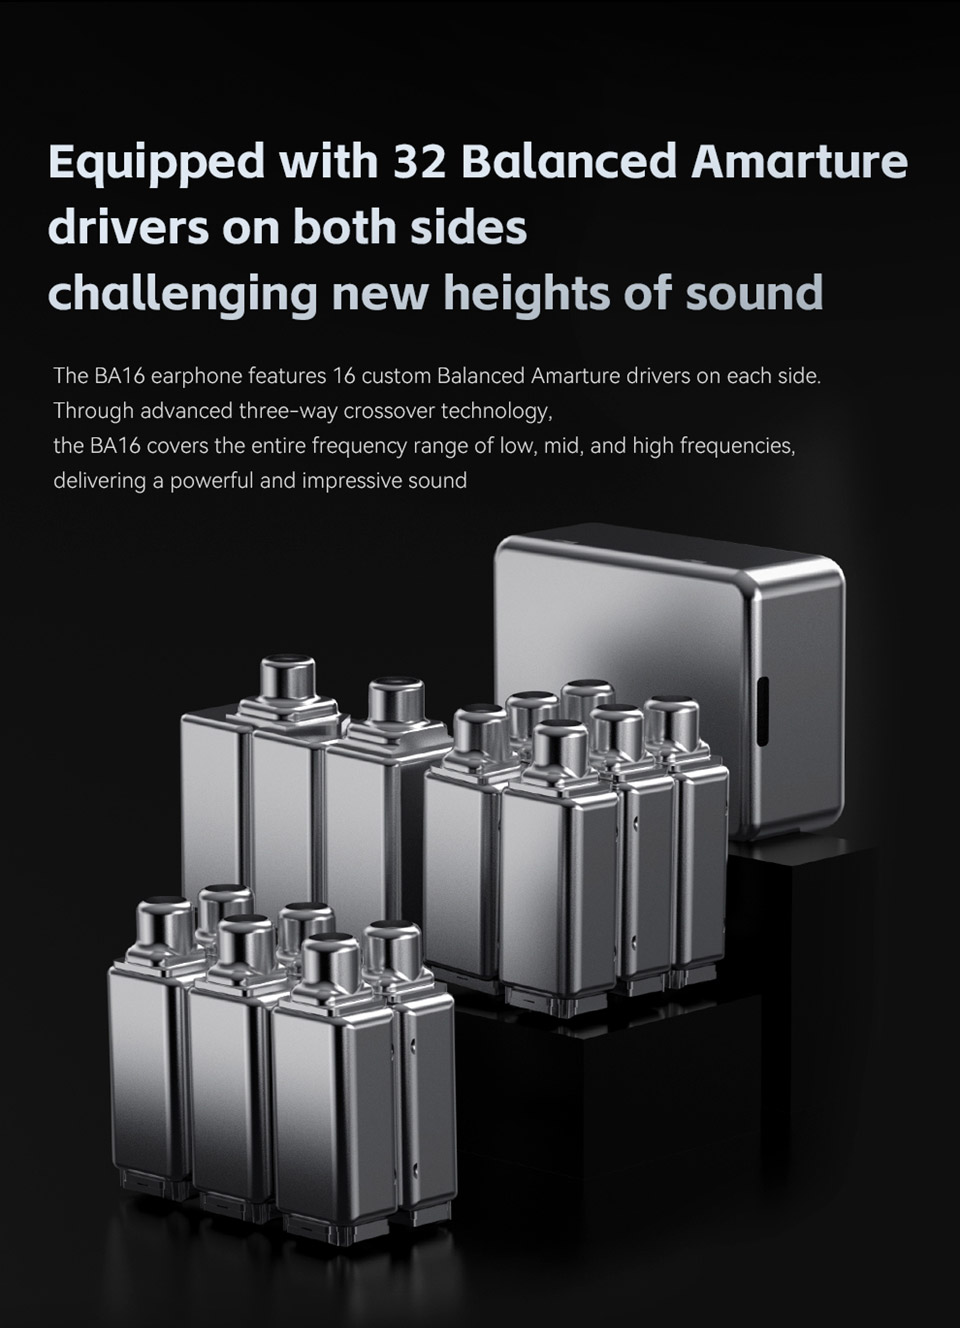 Equipped with 32 Balanced Amarture
drivers on both sides
challenging new heights of sound
The BA16 earphone features 16 custom Balanced Amarture drivers on each side.
Through advanced three-way crossover technology,
the BA16 covers the entire frequency range of low, mid, and high frequencies,
delivering a powerful and impressive sound